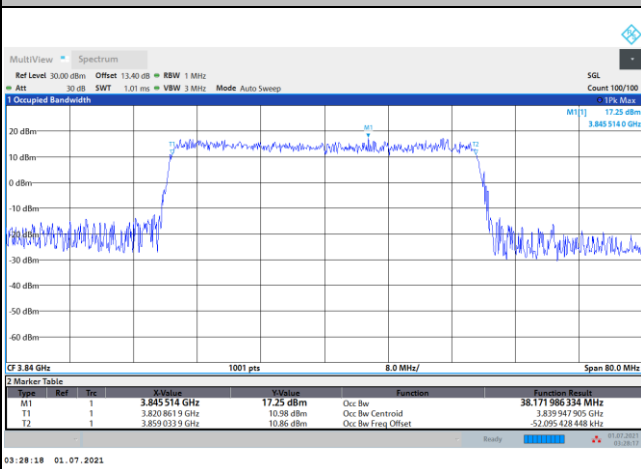 MultiView Spectrum
Ref Level 30.00 dBm Offset 13.40 dB RBW 1 MHz SGL
Att 30 dB SWT 1.01 ms VBW 3 MHz Mode Auto Sweep Count 100/100
1 Occupied Bandwidth 1Pk Max
M1[1] 17.25 dBm
3.845 514 0 GHz
M1
T1 T2
20 dBm
10 dBm
0 dBm
-10 dBm
-20 dBm
-30 dBm
-40 dBm
-50 dBm
-60 dBm
CF 3.84 GHz 1001 pts 8.0 MHz/ Span 80.0 MHz
2 Marker Table
Type Ref Trc X-Value Y-Value Function Function Result
M1 1 3.845 514 GHz 17.25 dBm Occ Bw 38.171 986 334 MHz
T1 1 3.820 861 9 GHz 10.98 dBm Occ Bw Centroid 3.839 947 905 GHz
T2 1 3.859 033 9 GHz 10.86 dBm Occ Bw Freq Offset -52.095 428 448 kHz
Ready 01.07.2021
03:28:17
03:28:18 01.07.2021